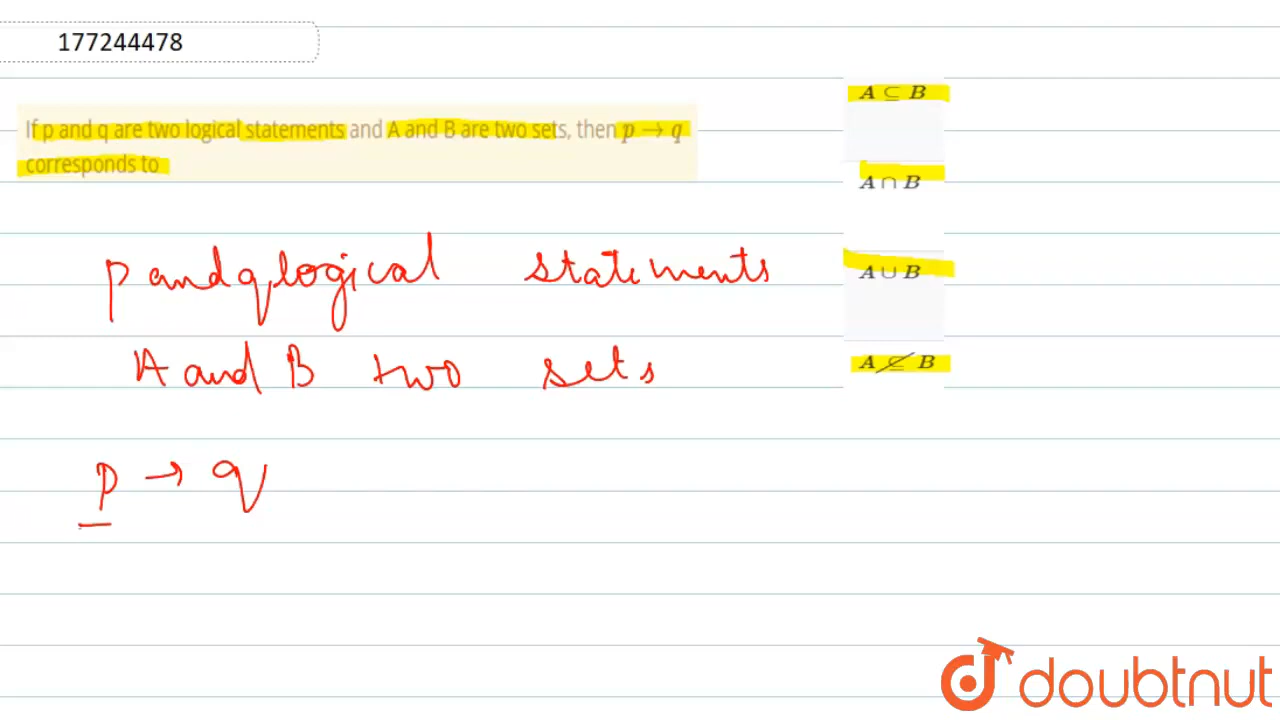 177244478
If p and q are two logical statements and A and B are two sets, then p → q
corresponds to
A ⊆ B
A ∩ B
A ∪ B
A ⊈ B
p and q logical statements
A and B two sets
p → q
doubtnut